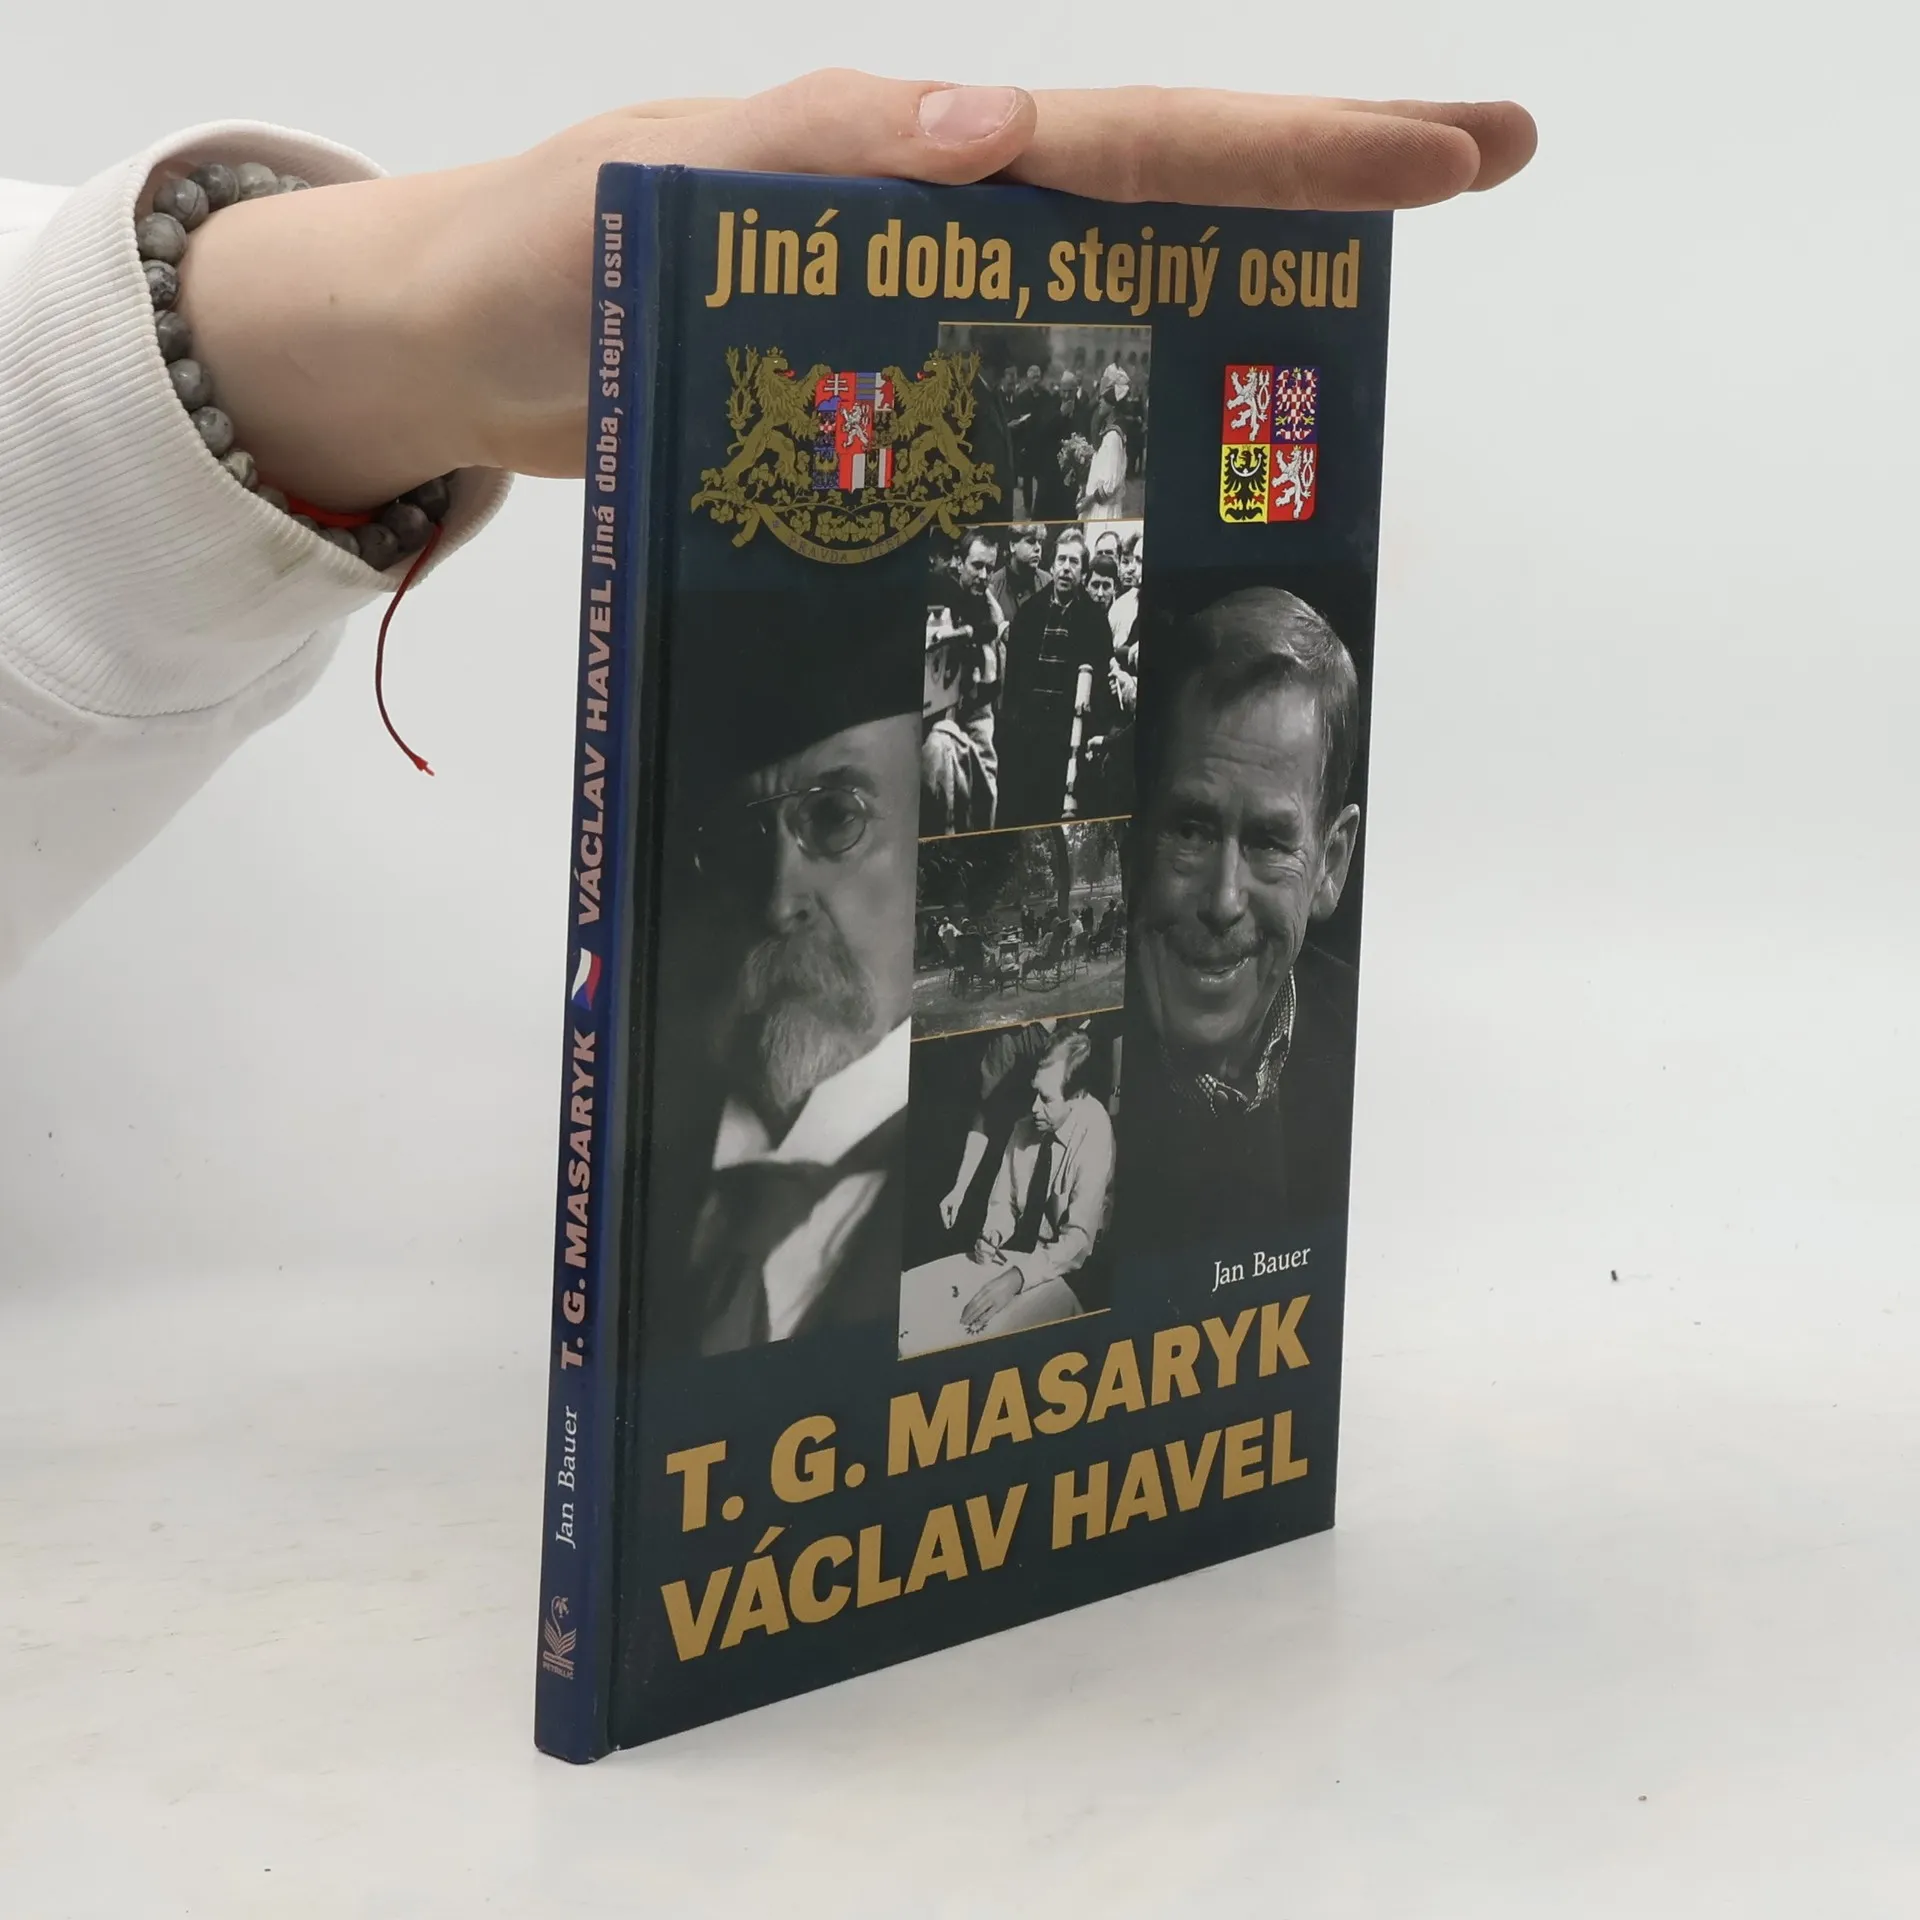 Jiná doba, stejný osud
PRAVDA VÍTĚZÍ
Jan Bauer
T. G. MASARYK
VÁCLAV HAVEL
Jan Bauer T. G. MASARYK VÁCLAV HAVEL Jiná doba, stejný osud
PETRKLÍČ